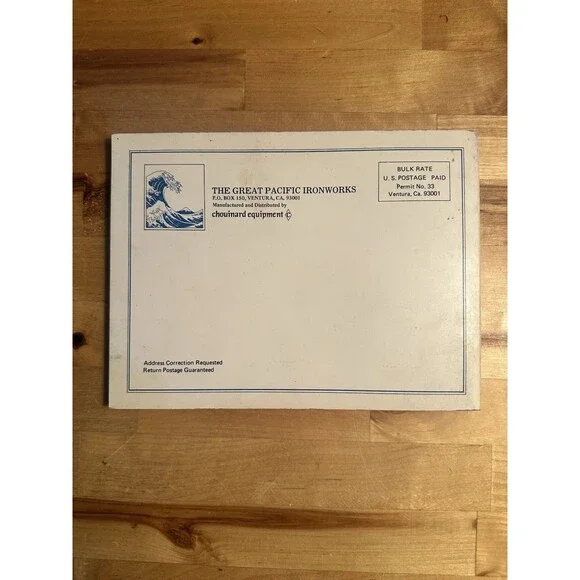 THE GREAT PACIFIC IRONWORKS
P.O. BOX 150, VENTURA, CA. 93001
Manufactured and Distributed by
chouinard equipment
BULK RATE
U. S. POSTAGE PAID
Permit No. 33
Ventura, Ca. 93001
Address Correction Requested
Return Postage Guaranteed